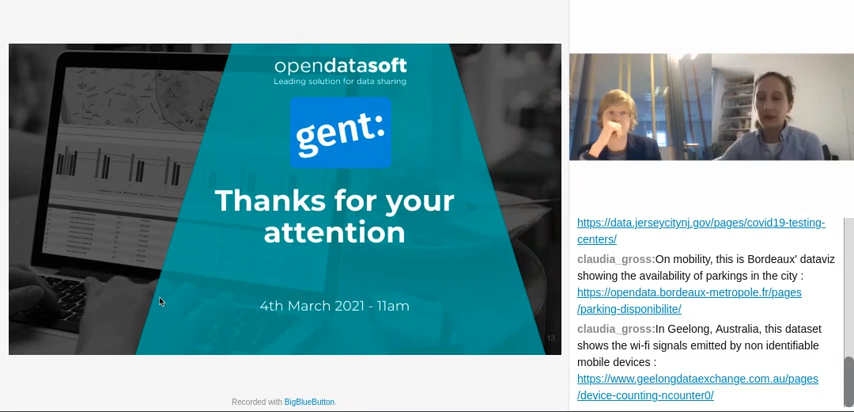 opendatasoft
Leading solution for data sharing
gent:
Thanks for your
attention
4th March 2021 - 11am
13
Recorded with BigBlueButton.
https://data.jerseycitynj.gov/pages/covid19-testing-
centers/
claudia_gross:On mobility, this is Bordeaux' dataviz
showing the availability of parkings in the city :
https://opendata.bordeaux-metropole.fr/pages
/parking-disponibilite/
claudia_gross:In Geelong, Australia, this dataset
shows the wi-fi signals emitted by non identifiable
mobile devices :
https://www.geelongdataexchange.com.au/pages
/device-counting-ncounter0/